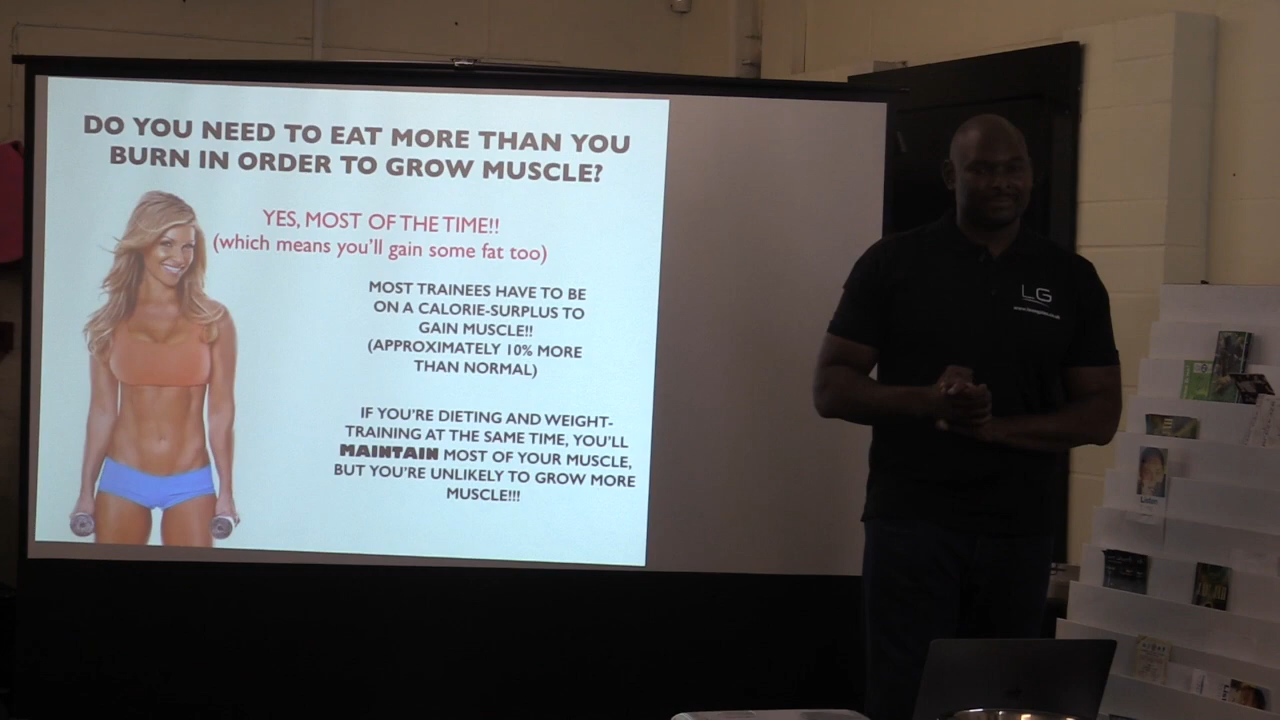 DO YOU NEED TO EAT MORE THAN YOU
BURN IN ORDER TO GROW MUSCLE?
YES, MOST OF THE TIME!!
(which means you'll gain some fat too)
MOST TRAINEES HAVE TO BE
ON A CALORIE-SURPLUS TO
GAIN MUSCLE!!
(APPROXIMATELY 10% MORE
THAN NORMAL)
IF YOU'RE DIETING AND WEIGHT-
TRAINING AT THE SAME TIME, YOU'LL
MAINTAIN MOST OF YOUR MUSCLE,
BUT YOU'RE UNLIKELY TO GROW MORE
MUSCLE!!!
LG